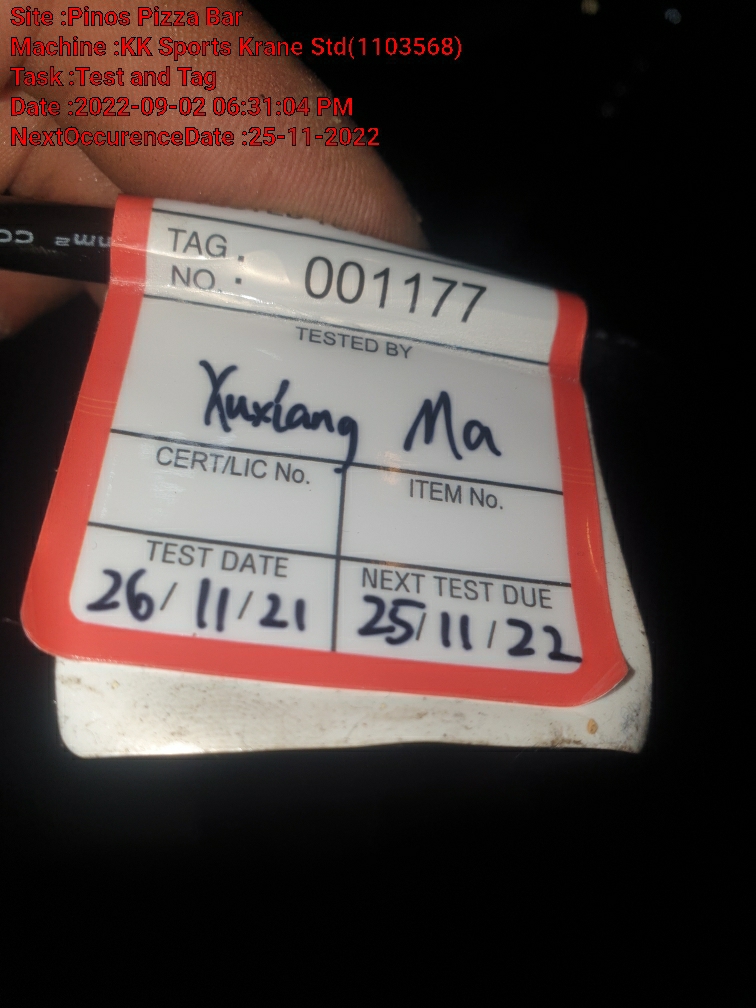 Site :Pinos Pizza Bar
Machine :KK Sports Krane Std(1103568)
Task :Test and Tag
Date :2022-09-02 06:31:04 PM
NextOccurenceDate :25-11-2022
TAG NO. : 001177
TESTED BY
Xuxiang Ma
CERT/LIC No.
ITEM No.
TEST DATE
26/11/21
NEXT TEST DUE
25/11/22